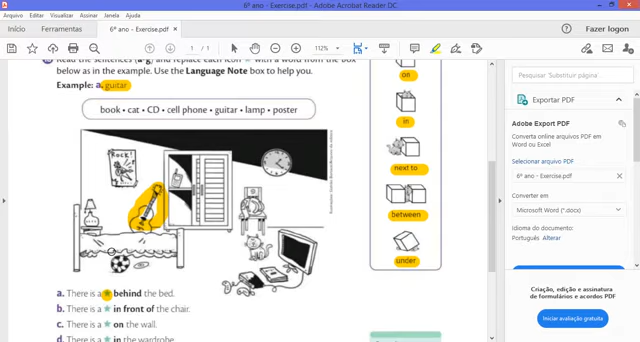 6º ano - Exercise.pdf - Adobe Acrobat Reader DC
Arquivo Editar Visualizar Assinar Janela Ajuda
Início Ferramentas 6º ano - Exercise.pdf × Fazer logon
1 / 1 112%
Read the sentences (a-g) and replace each icon ★ with a word from the box
below as in the example. Use the Language Note box to help you.
Example: a. guitar
book • cat • CD • cell phone • guitar • lamp • poster
ROCK!
a. There is a ★ behind the bed.
b. There is a ★ in front of the chair.
c. There is a ★ on the wall.
d. There is a ★ in the wardrobe.
on
in
next to
between
under
Pesquisar 'Substituir página'
Exportar PDF
Adobe Export PDF
Converta online arquivos PDF em
Word ou Excel
Selecionar arquivo PDF
6º ano - Exercise.pdf ×
Converter em
Microsoft Word (*.docx)
Idioma do documento:
Português Alterar
Criação, edição e assinatura
de formulários e acordos PDF
Iniciar avaliação gratuita